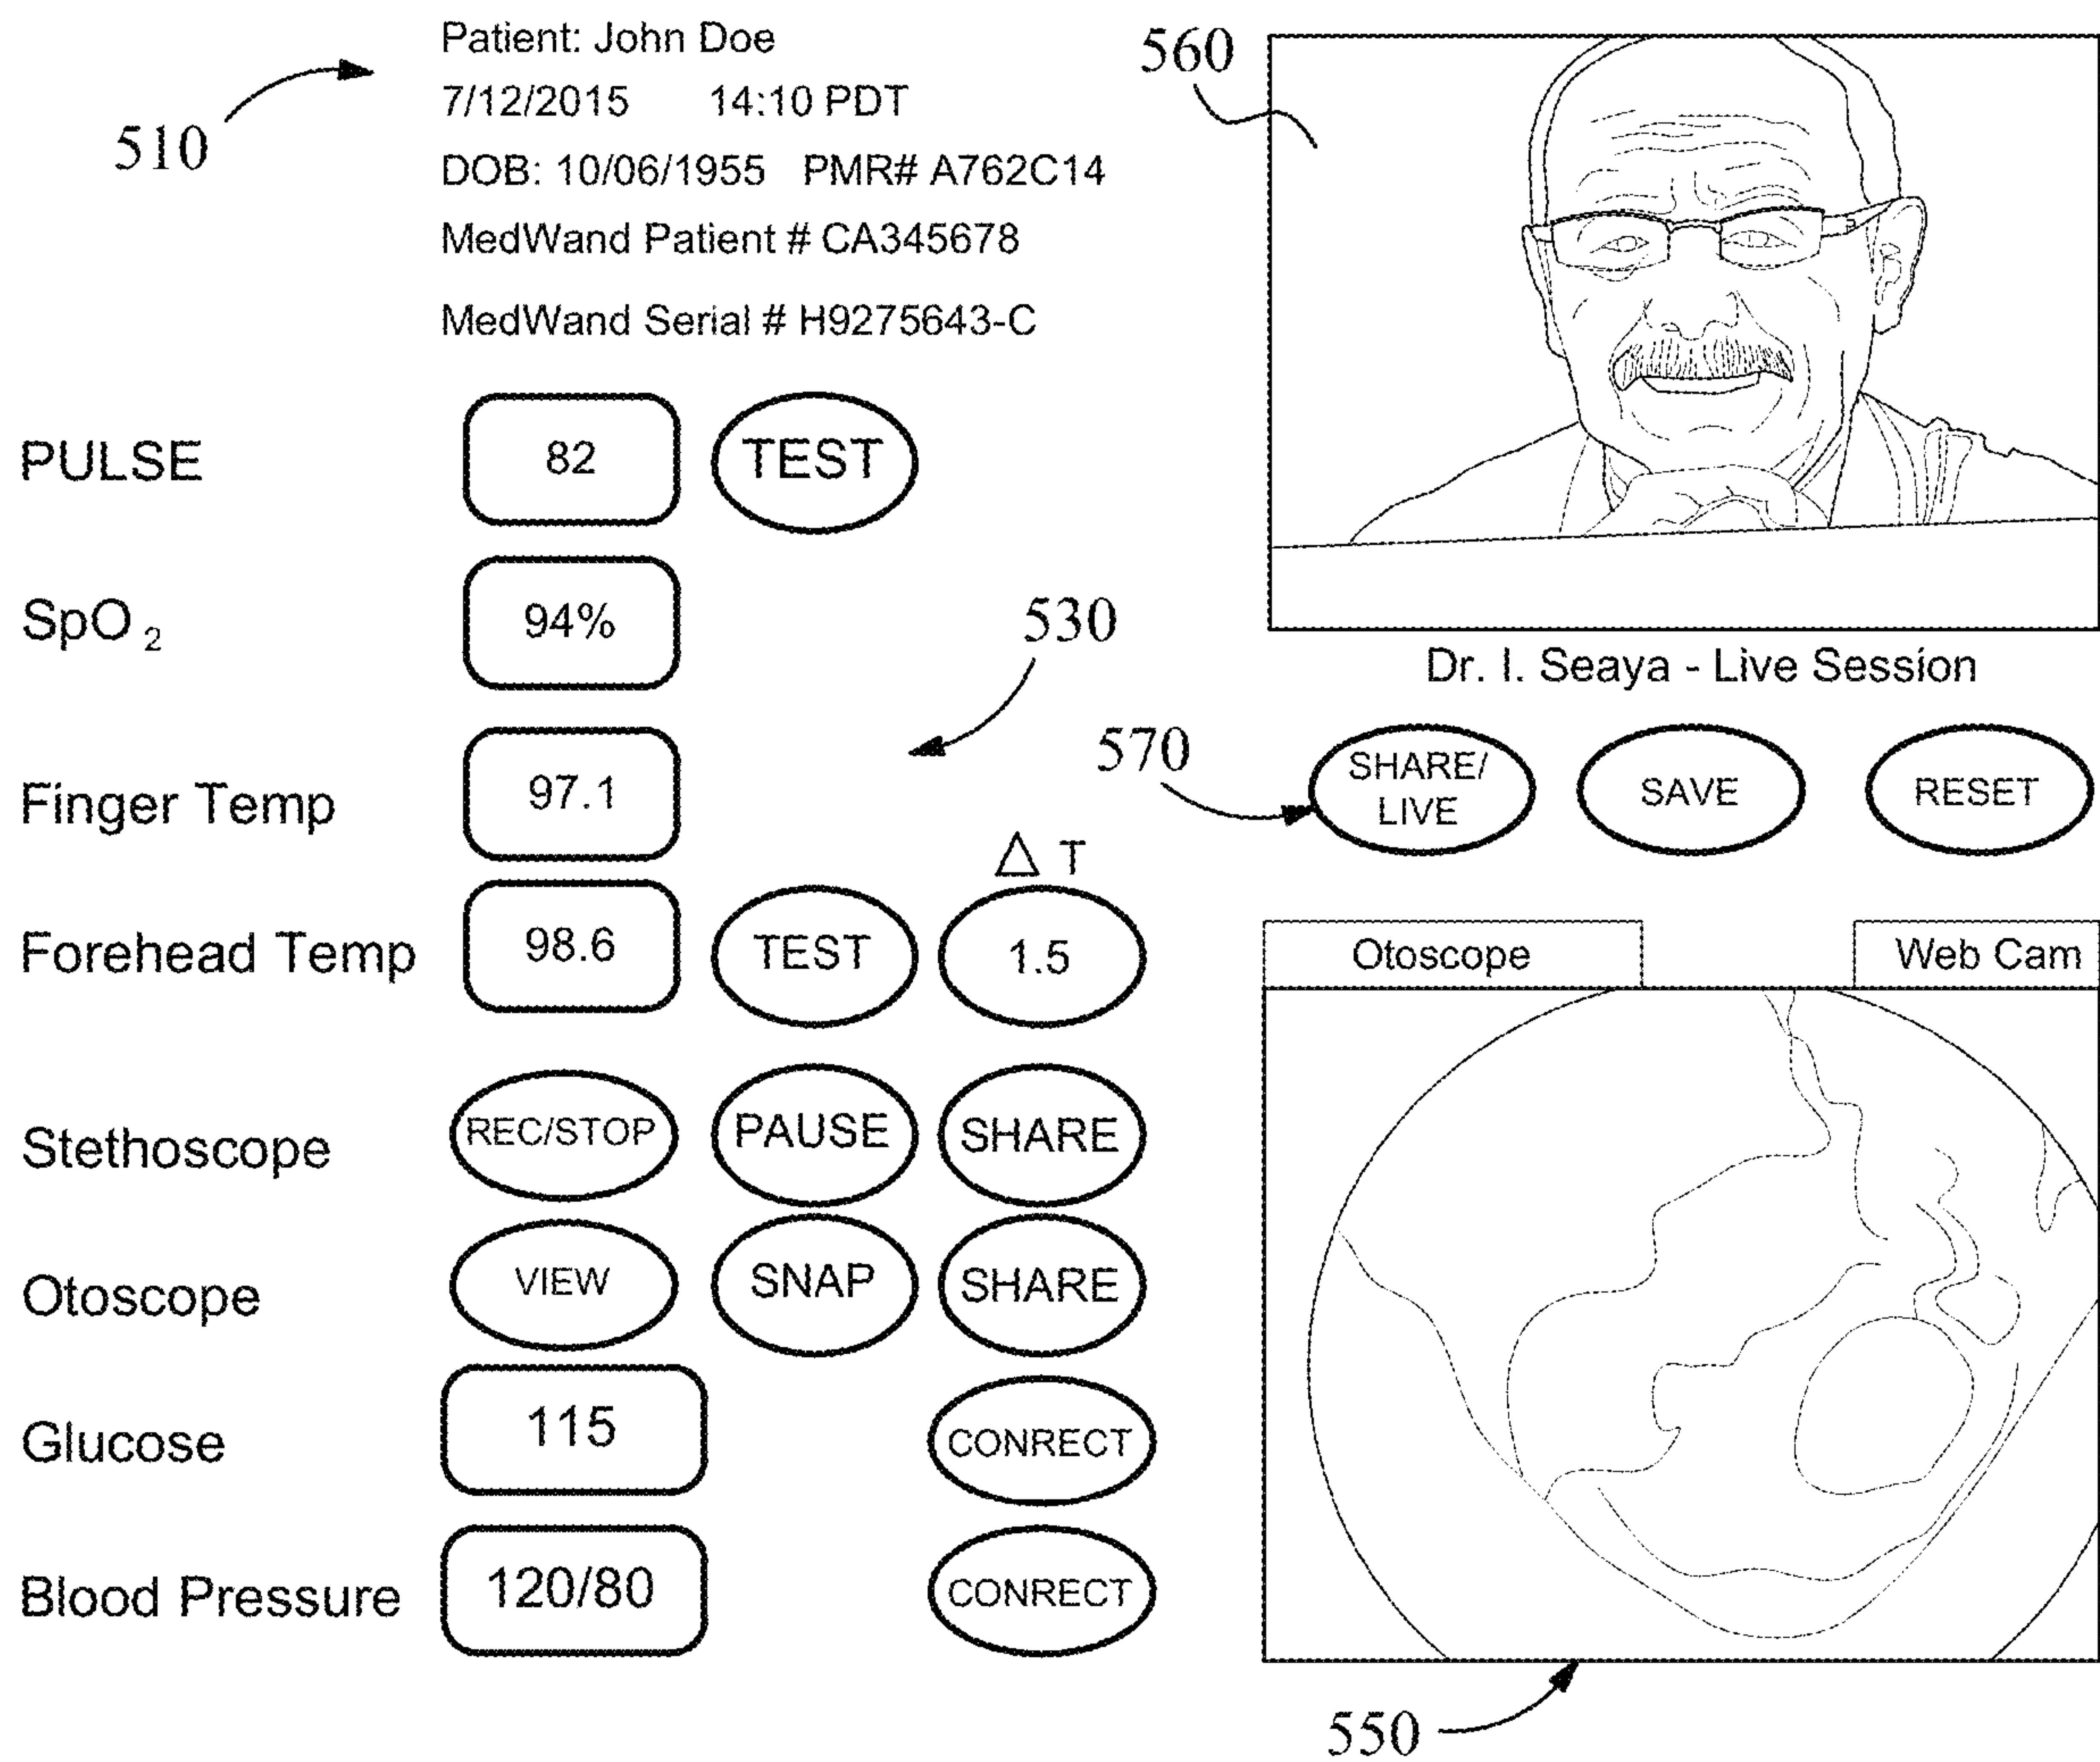 Patient: John Doe
7/12/2015 14:10 PDT
DOB: 10/06/1955 PMR# A762C14
MedWand Patient # CA345678
MedWand Serial # H9275643-C
510
560
PULSE 82 TEST
SpO2 94%
530
Finger Temp 97.1
Δ T
Forehead Temp 98.6 TEST 1.5
Stethoscope REC/STOP PAUSE SHARE
Otoscope VIEW SNAP SHARE
Glucose 115 CONRECT
Blood Pressure 120/80 CONRECT
Dr. I. Seaya - Live Session
570
SHARE/
LIVE
SAVE
RESET
Otoscope Web Cam
550